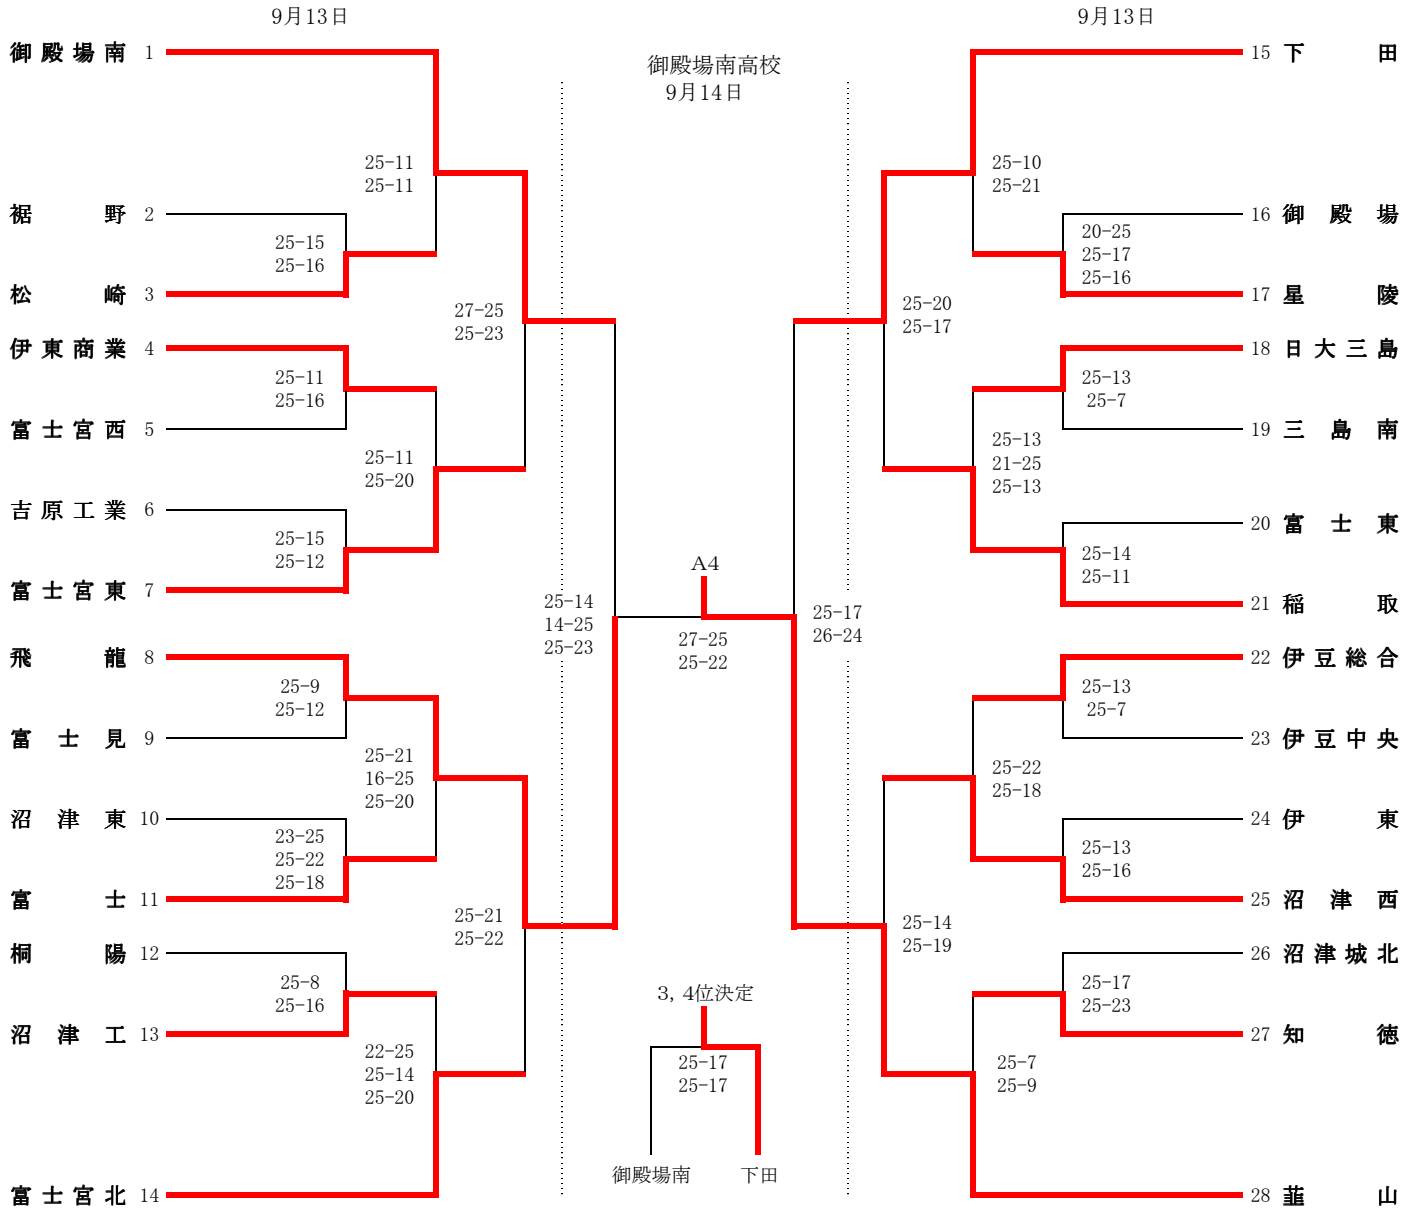 9月13日
9月13日
御殿場南高校
9月14日
御殿場南 1
25-11
25-11
裾野 2
25-15
25-16
松崎 3
27-25
25-23
伊東商業 4
25-11
25-16
富士宮西 5
25-11
25-20
吉原工業 6
25-15
25-12
富士宮東 7
25-14
14-25
25-23
飛龍 8
25-9
25-12
富士見 9
25-21
16-25
25-20
沼津東 10
23-25
25-22
25-18
富士 11
25-21
25-22
桐陽 12
25-8
25-16
沼津工 13
22-25
25-14
25-20
富士宮北 14
A4
27-25
25-22
3, 4位決定
25-17
25-17
御殿場南 下田
15 下田
25-10
25-21
16 御殿場
20-25
25-17
25-16
17 星陵
25-20
25-17
18 日大三島
25-13
25-7
19 三島南
25-13
21-25
25-13
20 富士東
25-14
25-11
21 稲取
25-17
26-24
22 伊豆総合
25-13
25-7
23 伊豆中央
25-22
25-18
24 伊東
25-13
25-16
25 沼津西
25-14
25-19
26 沼津城北
25-17
25-23
27 知徳
25-7
25-9
28 韮山